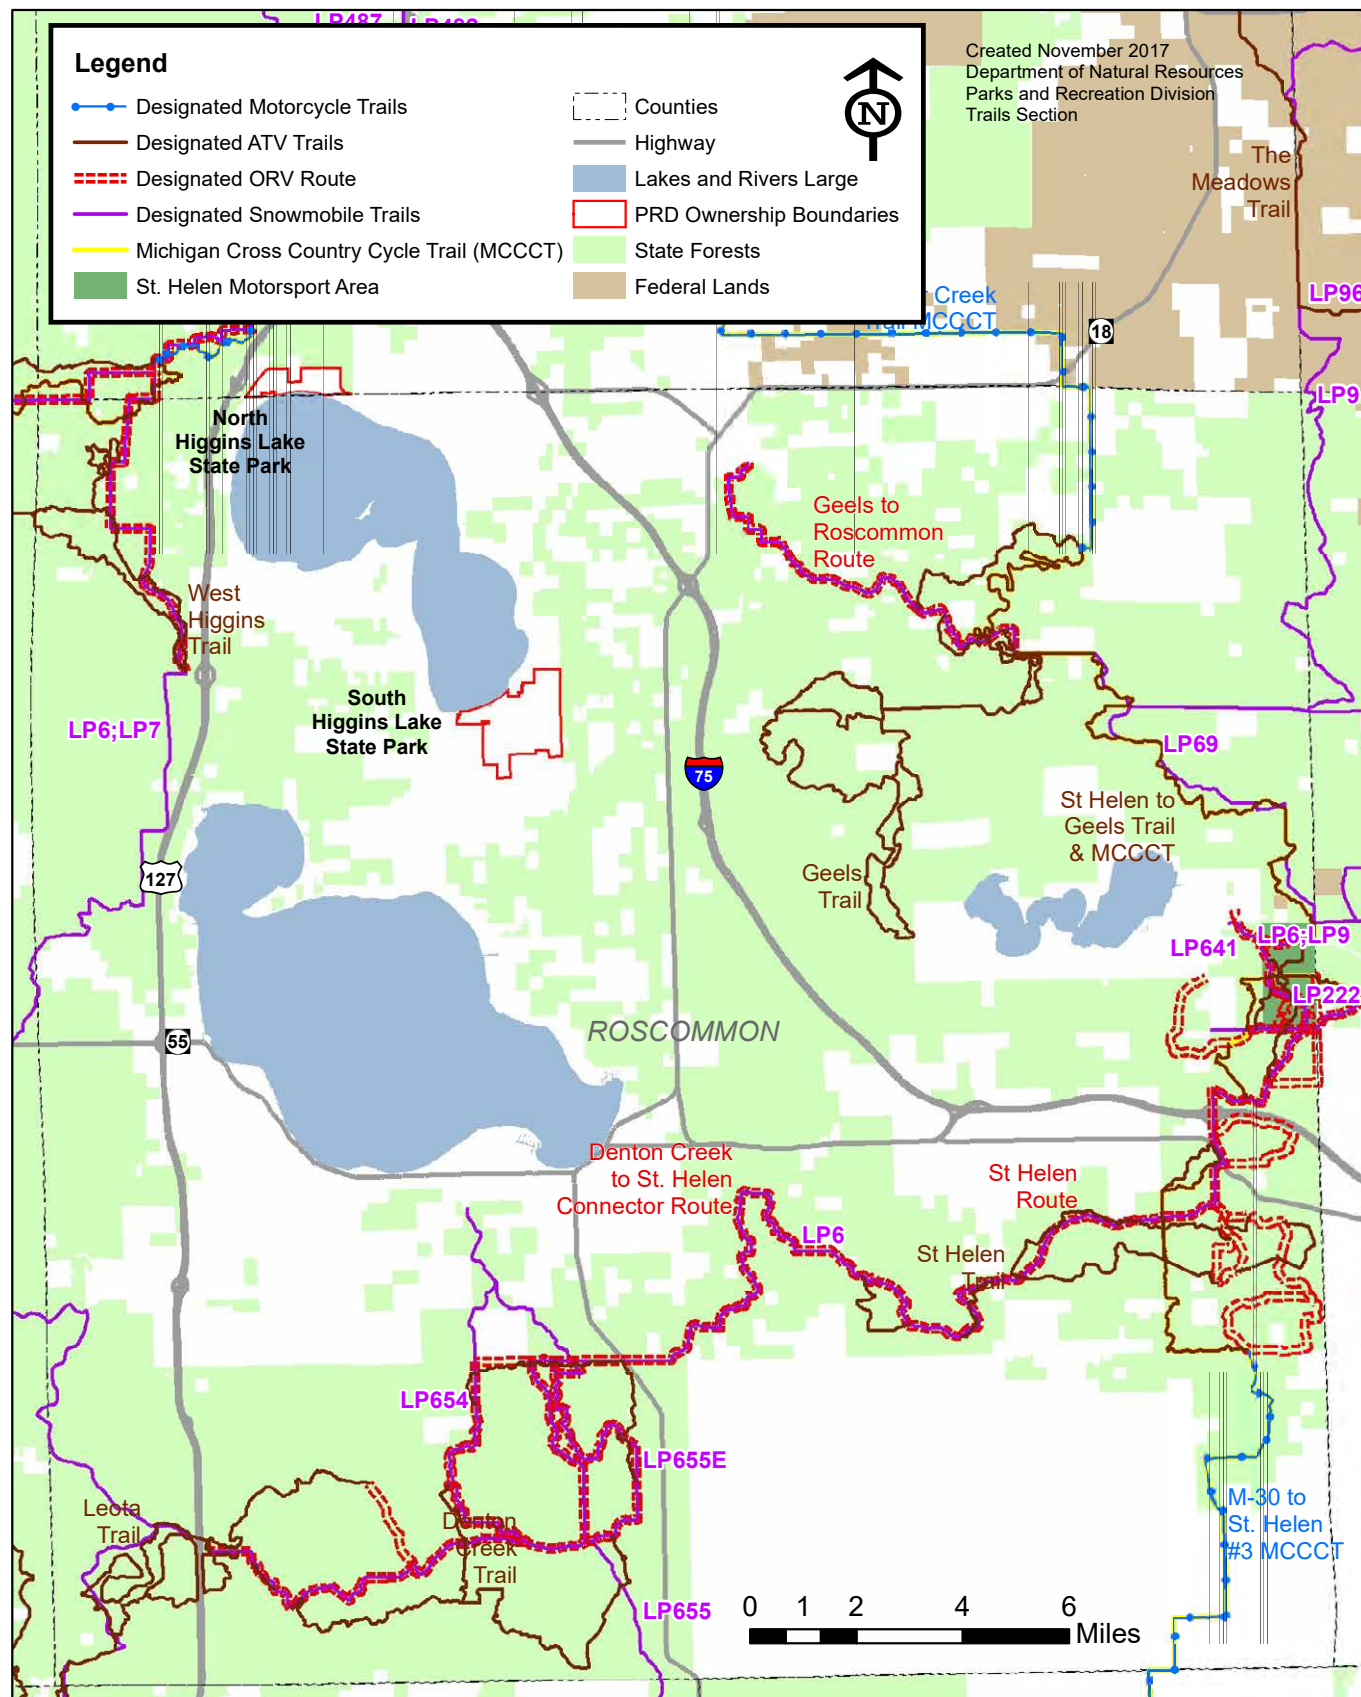 LP487
Legend
Designated Motorcycle Trails
Designated ATV Trails
Designated ORV Route
Designated Snowmobile Trails
Michigan Cross Country Cycle Trail (MCCCT)
St. Helen Motorsport Area
Counties
Highway
Lakes and Rivers Large
PRD Ownership Boundaries
State Forests
Federal Lands
N
Created November 2017
Department of Natural Resources
Parks and Recreation Division
Trails Section
The
Meadows
Trail
LP96
Creek
Trail MCCCT
18
LP9
North
Higgins Lake
State Park
Geels to
Roscommon
Route
West
Higgins
Trail
South
Higgins Lake
State Park
LP6;LP7
LP69
75
St Helen to
Geels Trail
& MCCCT
127
Geels
Trail
LP641
LP6;LP9
LP222
ROSCOMMON
55
Denton Creek
to St. Helen
Connector Route
St Helen
Route
LP6
St Helen
Trail
LP654
LP655E
Leota
Trail
Denton
Creek
Trail
M-30 to
St. Helen
#3 MCCCT
LP655
0 1 2 4 6
Miles